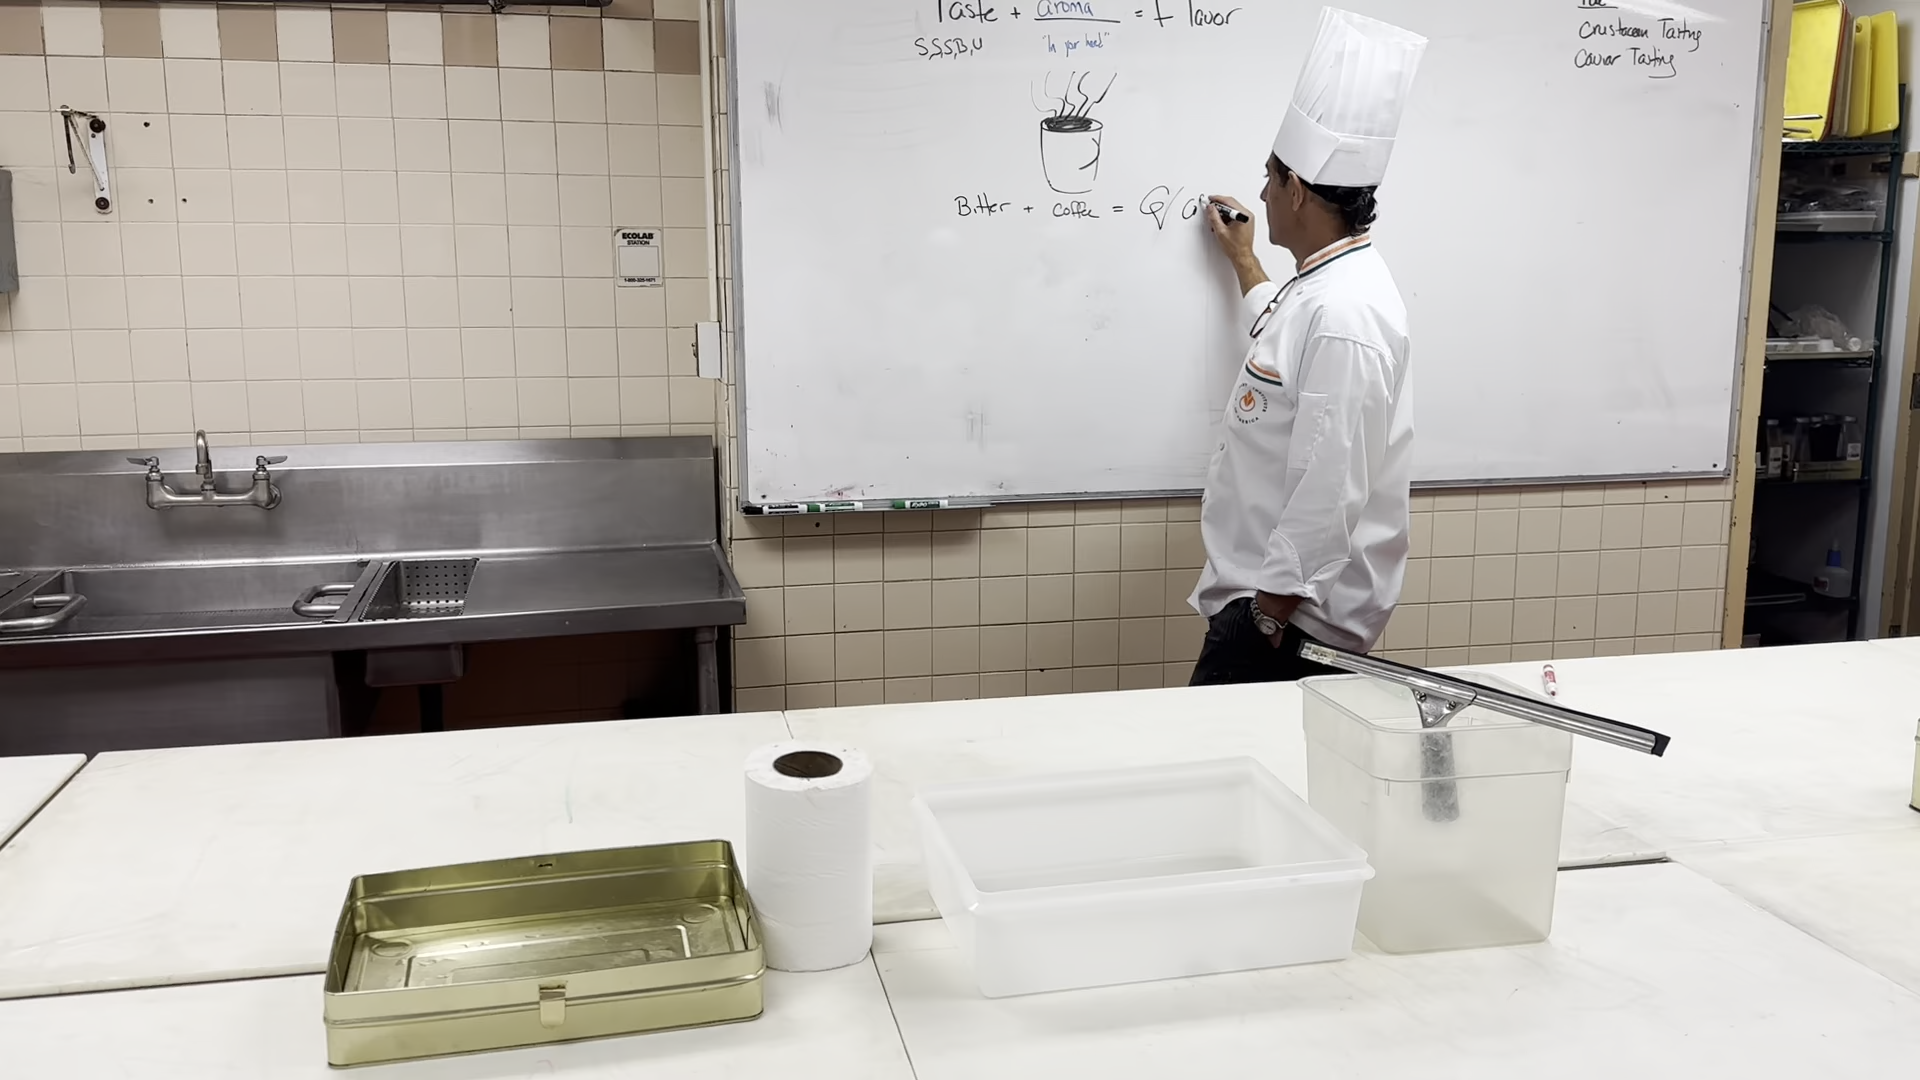 Taste + aroma = Flavor
S,S,S,B,U "In your head"
Bitter + coffee =
Crustacean Tasting
Caviar Tasting
ECOLAB
STATION